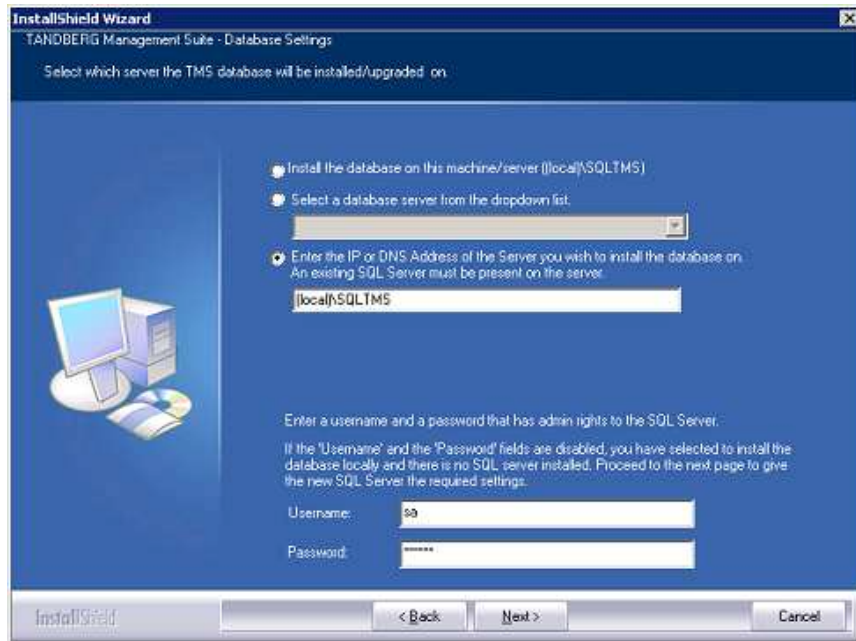 InstallShield Wizard
TANDBERG Management Suite - Database Settings
Select which server the TMS database will be installed/upgraded on
Install the database on this machine/server ((local)\SQLTMS)
Select a database server from the dropdown list.
Enter the IP or DNS Address of the Server you wish to install the database on.
An existing SQL Server must be present on the server.
(local)\SQLTMS
Enter a username and a password that has admin rights to the SQL Server.
If the 'Username' and the 'Password' fields are disabled, you have selected to install the
database locally and there is no SQL server installed. Proceed to the next page to give
the new SQL Server the required settings.
Username: sa
Password: ******
InstallShield
< Back Next > Cancel